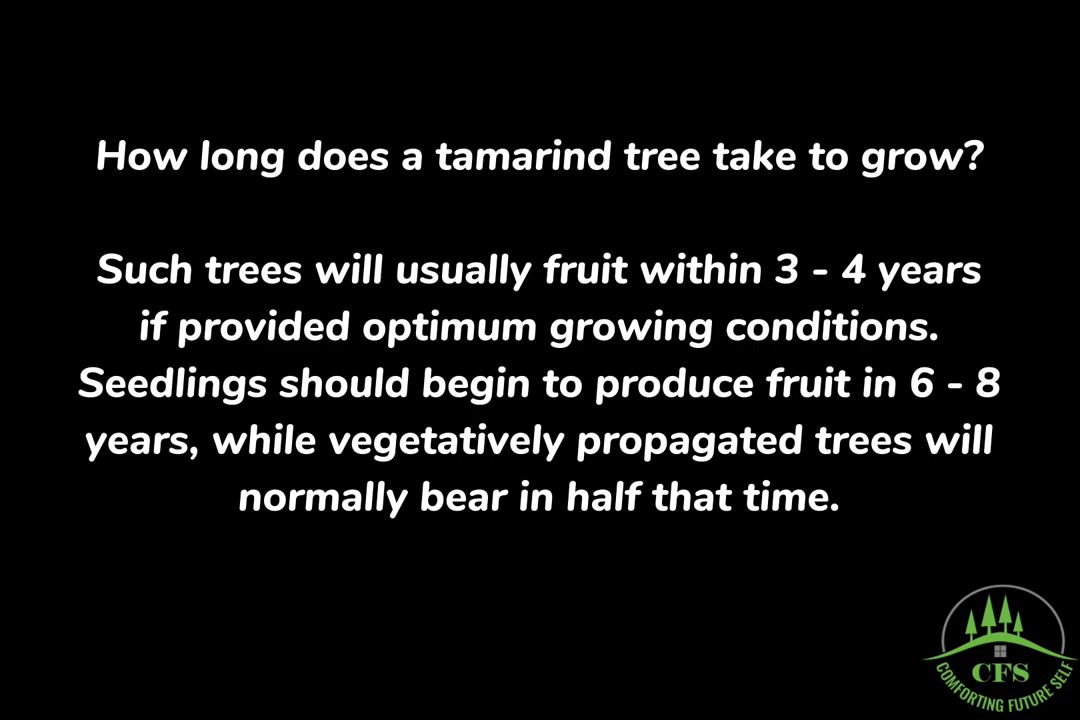 How long does a tamarind tree take to grow?
Such trees will usually fruit within 3 - 4 years
if provided optimum growing conditions.
Seedlings should begin to produce fruit in 6 - 8
years, while vegetatively propagated trees will
normally bear in half that time.
CFS
COMFORTING FUTURE SELF